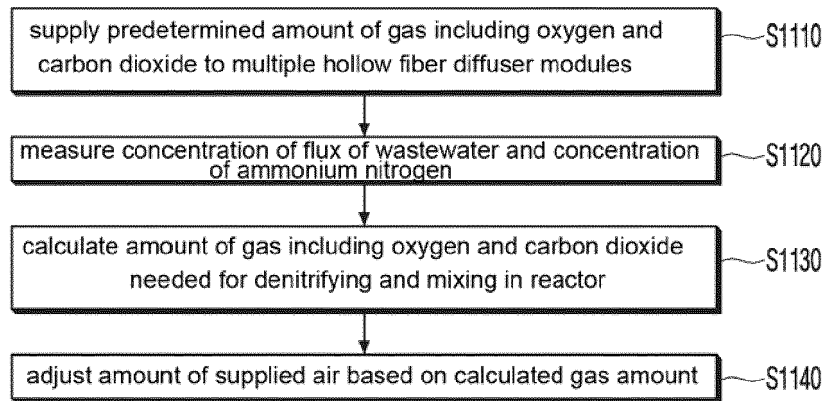 supply predetermined amount of gas including oxygen and
carbon dioxide to multiple hollow fiber diffuser modules
S1110
measure concentration of flux of wastewater and concentration
of ammonium nitrogen
S1120
calculate amount of gas including oxygen and carbon dioxide
needed for denitrifying and mixing in reactor
S1130
adjust amount of supplied air based on calculated gas amount
S1140